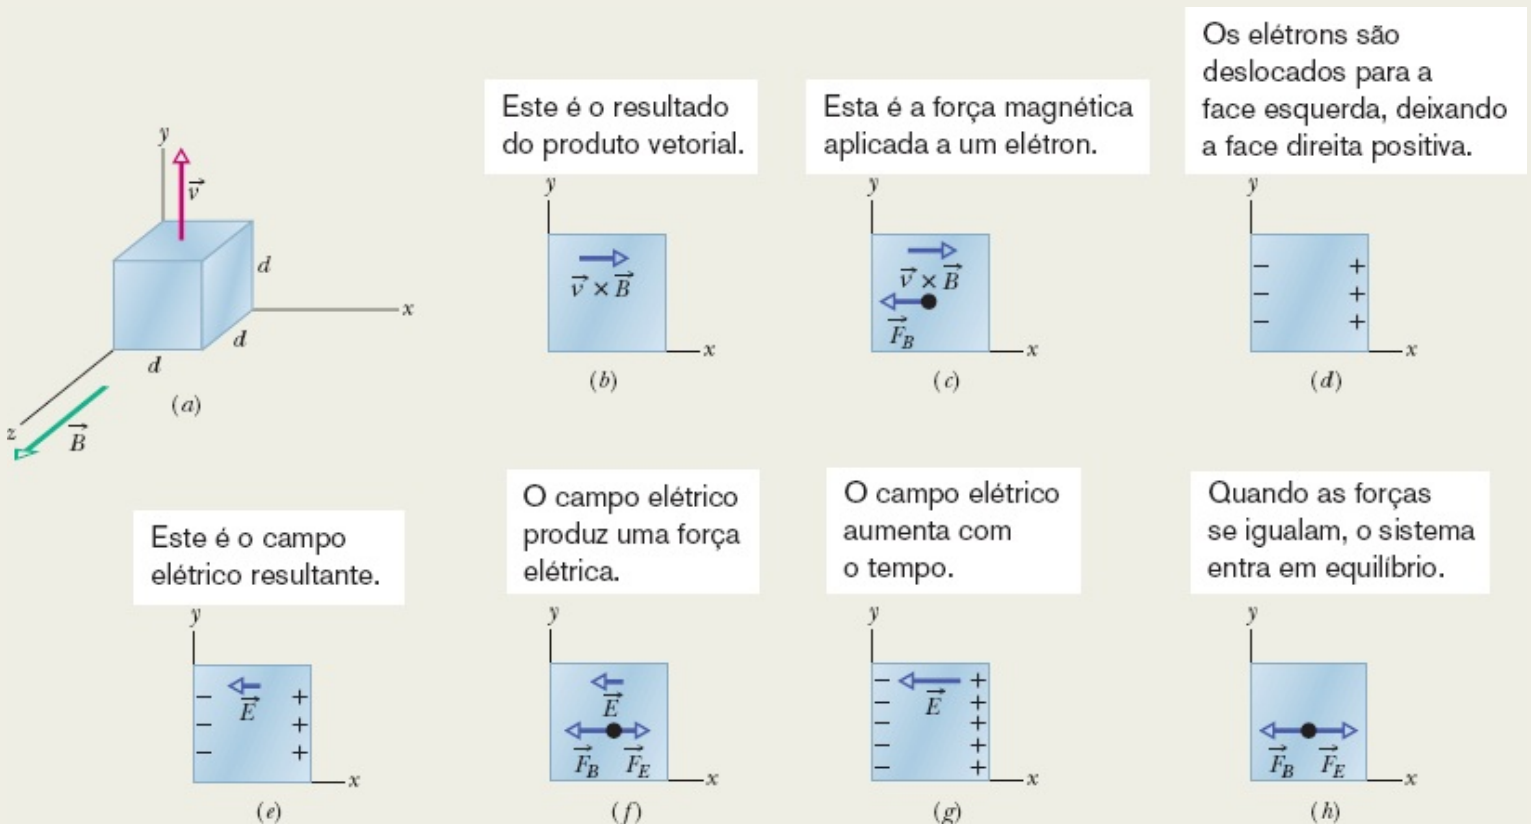 y
v
d
x
d
d
z
B
(a)
Este é o resultado
do produto vetorial.
y
v × B
x
(b)
Esta é a força magnética
aplicada a um elétron.
y
v × B
F_B
x
(c)
Os elétrons são
deslocados para a
face esquerda, deixando
a face direita positiva.
y
− +
− +
− +
x
(d)
Este é o campo
elétrico resultante.
y
E
− +
− +
− +
x
(e)
O campo elétrico
produz uma força
elétrica.
y
E
F_B F_E
x
(f)
O campo elétrico
aumenta com
o tempo.
y
− +
− E +
− +
− +
− +
x
(g)
Quando as forças
se igualam, o sistema
entra em equilíbrio.
y
F_B F_E
x
(h)